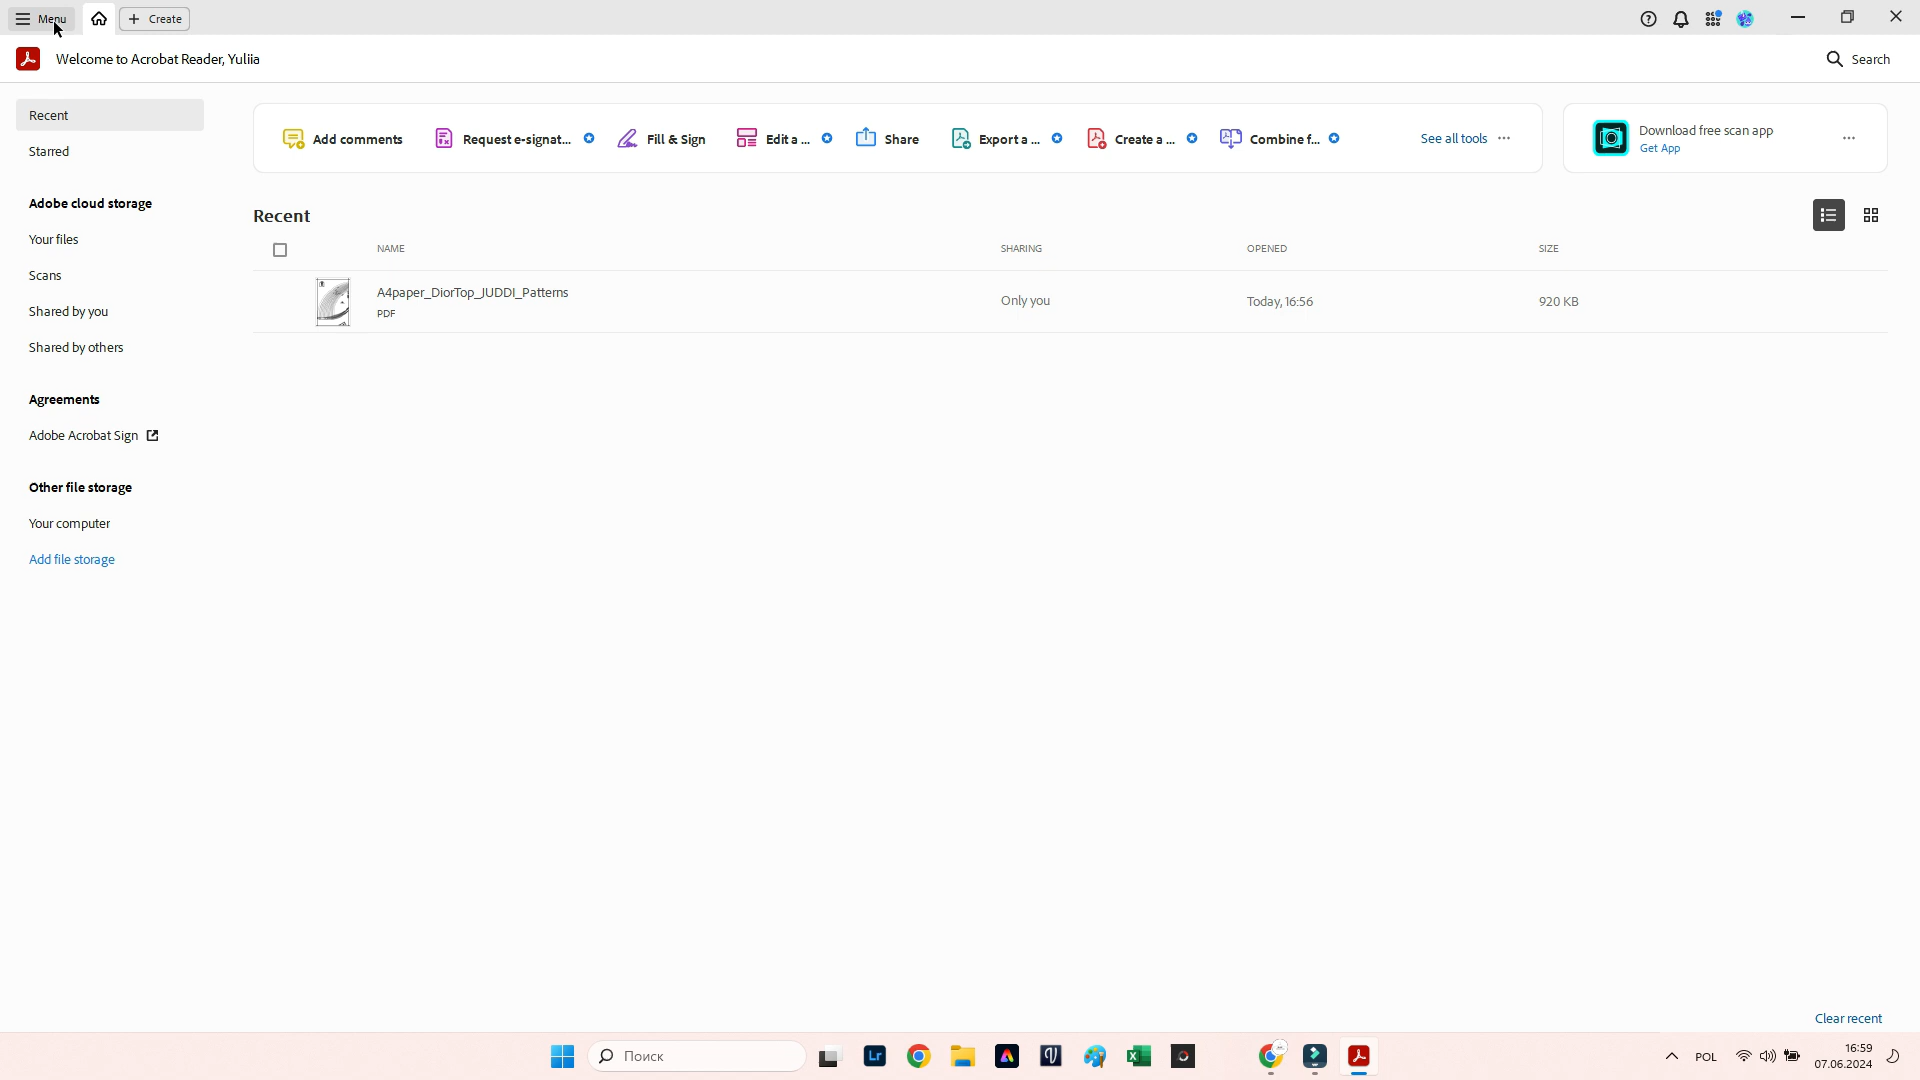 Menu
Create
Welcome to Acrobat Reader, Yuliia
Search
Recent
Starred
Adobe cloud storage
Your files
Scans
Shared by you
Shared by others
Agreements
Adobe Acrobat Sign
Other file storage
Your computer
Add file storage
Add comments
Request e-signat...
Fill & Sign
Edit a ...
Share
Export a ...
Create a ...
Combine f...
See all tools
Download free scan app
Get App
Recent
NAME SHARING OPENED SIZE
A4paper_DiorTop_JUDDI_Patterns
PDF
Only you Today, 16:56 920 KB
Clear recent
Поиск
Lr
POL
16:59
07.06.2024